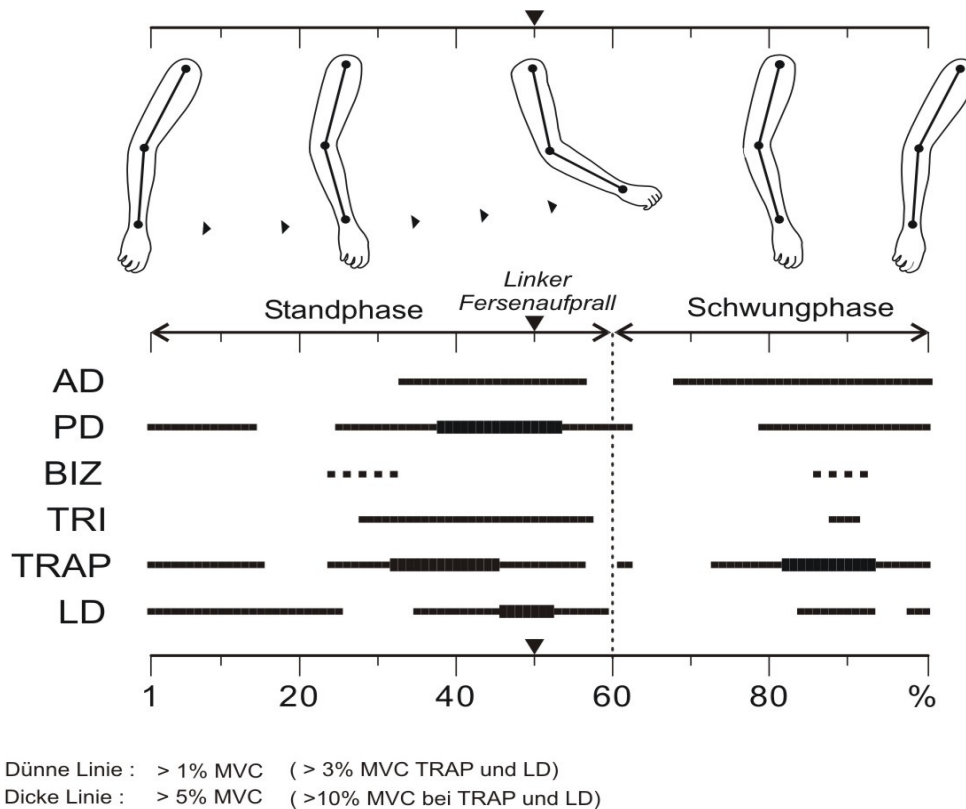 Linker
Fersenaufprall
Standphase
Schwungphase
AD
PD
BIZ
TRI
TRAP
LD
1 20 40 60 80 %
Dünne Linie : > 1% MVC ( > 3% MVC TRAP und LD)
Dicke Linie : > 5% MVC ( >10% MVC bei TRAP und LD)